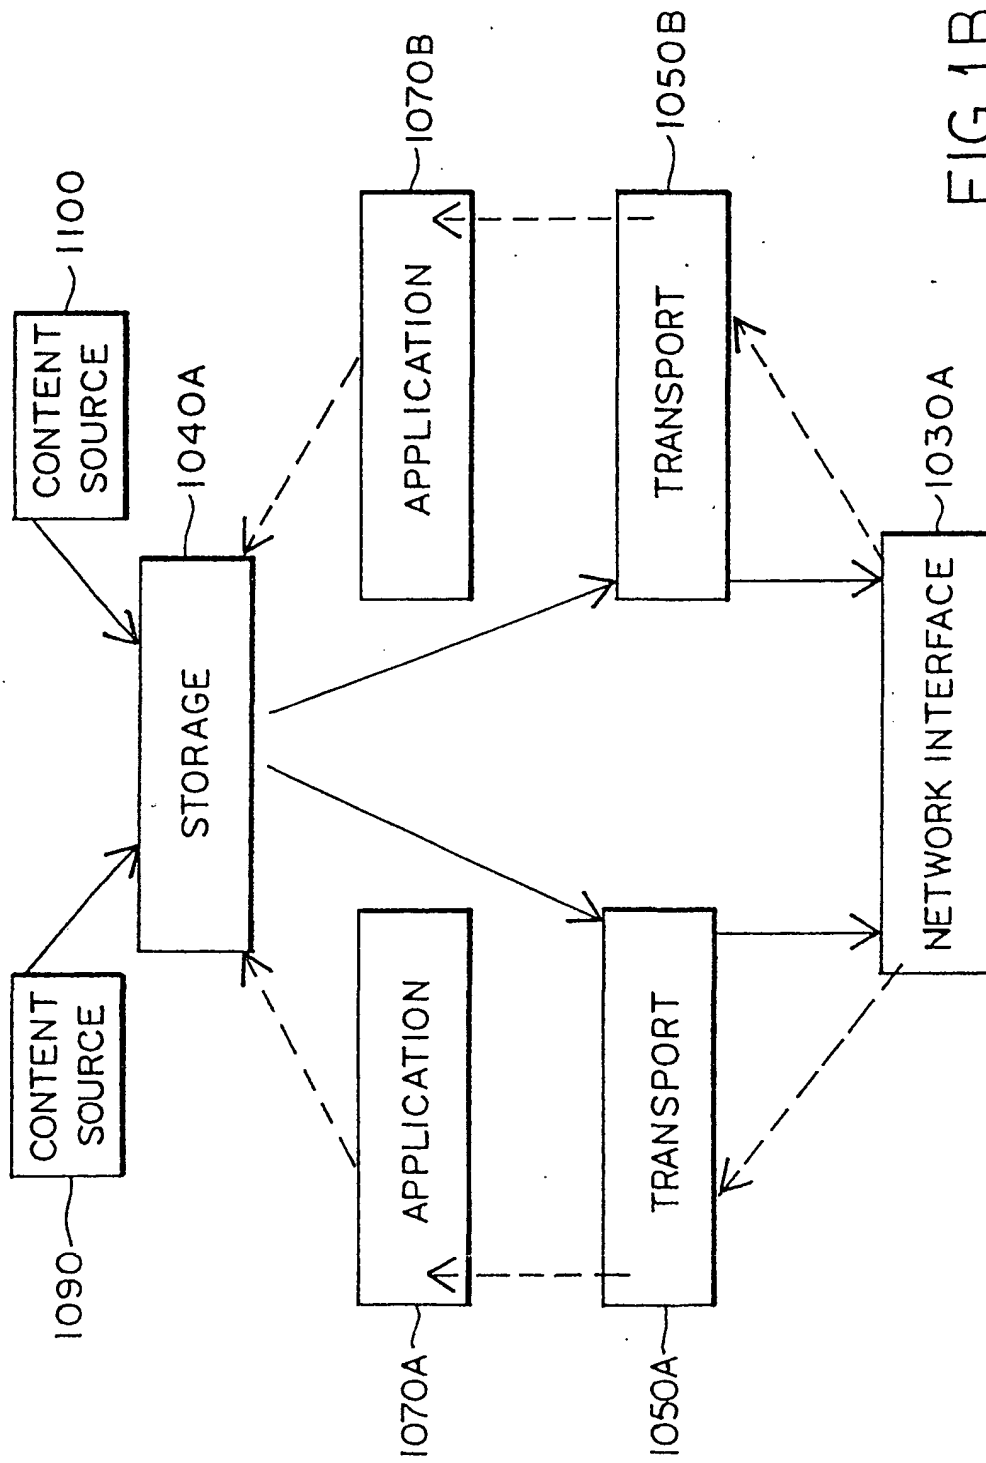 1090
CONTENT
SOURCE
CONTENT
SOURCE
1100
STORAGE
1040A
1070A
APPLICATION
APPLICATION
1070B
1050A
TRANSPORT
TRANSPORT
1050B
NETWORK INTERFACE
1030A
FIG. 1B